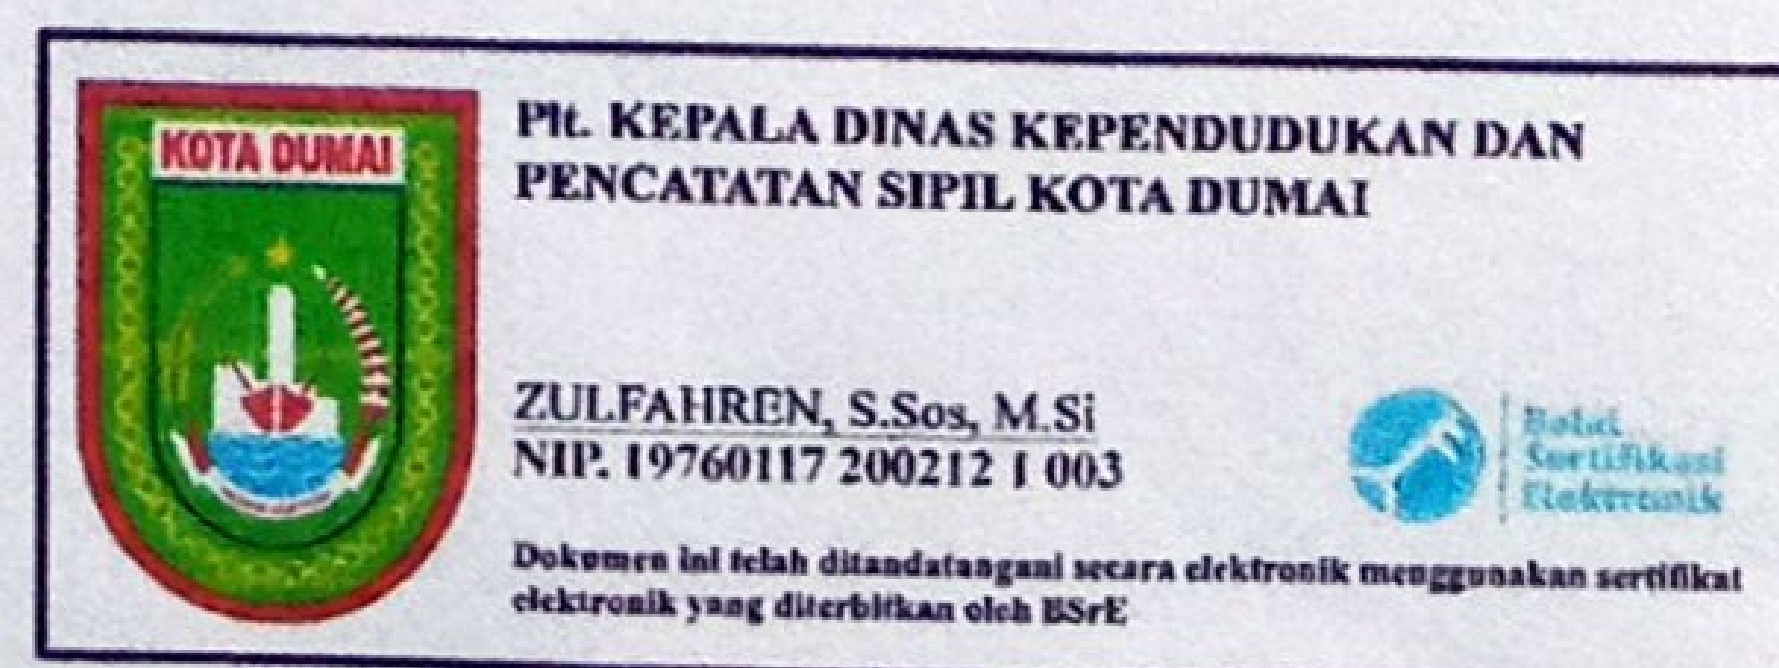 KOTA DUMAI
Plt. KEPALA DINAS KEPENDUDUKAN DAN
PENCATATAN SIPIL KOTA DUMAI
ZULFAHREN, S.Sos, M.Si
NIP. 19760117 200212 1 003
Balai
Sertifikasi
Elektronik
Dokumen ini telah ditandatangani secara elektronik menggunakan sertifikat
elektronik yang diterbitkan oleh BSrE